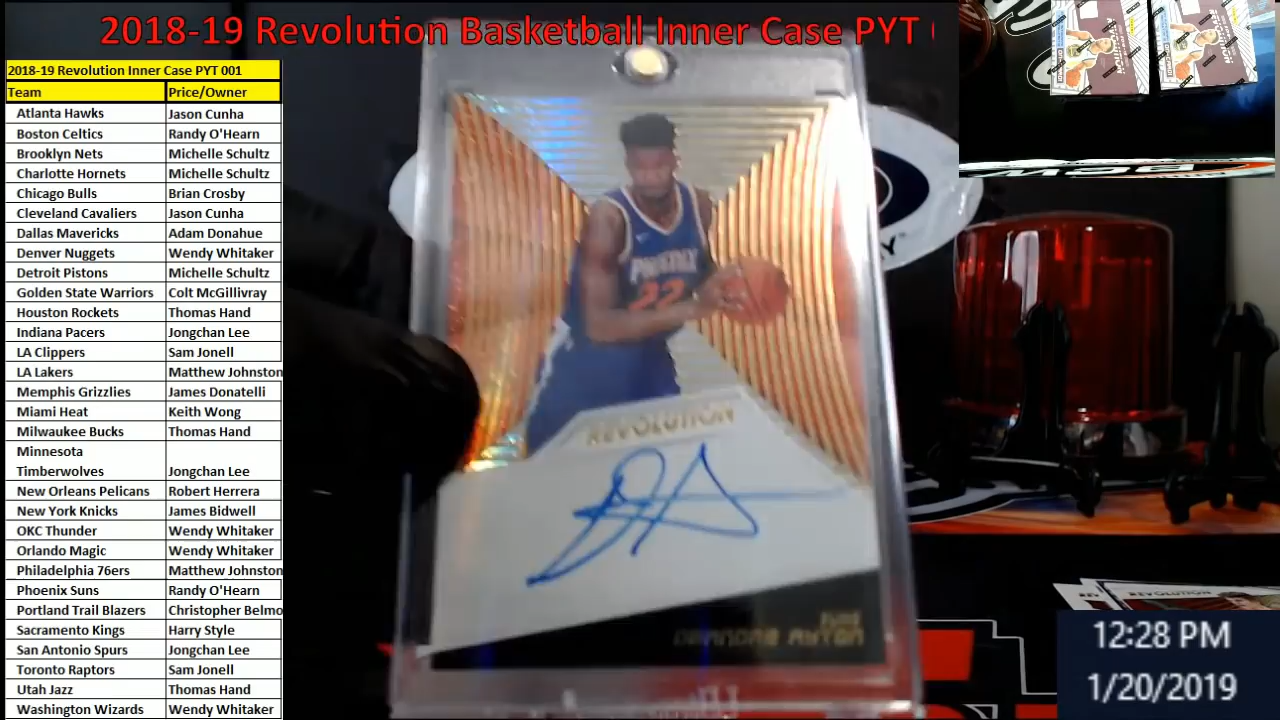 2018-19 Revolution Basketball Inner Case PYT
2018-19 Revolution Inner Case PYT 001
Team Price/Owner
Atlanta Hawks Jason Cunha
Boston Celtics Randy O'Hearn
Brooklyn Nets Michelle Schultz
Charlotte Hornets Michelle Schultz
Chicago Bulls Brian Crosby
Cleveland Cavaliers Jason Cunha
Dallas Mavericks Adam Donahue
Denver Nuggets Wendy Whitaker
Detroit Pistons Michelle Schultz
Golden State Warriors Colt McGillivray
Houston Rockets Thomas Hand
Indiana Pacers Jongchan Lee
LA Clippers Sam Jonell
LA Lakers Matthew Johnston
Memphis Grizzlies James Donatelli
Miami Heat Keith Wong
Milwaukee Bucks Thomas Hand
Minnesota
Timberwolves Jongchan Lee
New Orleans Pelicans Robert Herrera
New York Knicks James Bidwell
OKC Thunder Wendy Whitaker
Orlando Magic Wendy Whitaker
Philadelphia 76ers Matthew Johnston
Phoenix Suns Randy O'Hearn
Portland Trail Blazers Christopher Belmo
Sacramento Kings Harry Style
San Antonio Spurs Jongchan Lee
Toronto Raptors Sam Jonell
Utah Jazz Thomas Hand
Washington Wizards Wendy Whitaker
PHOENIX
22
REVOLUTION
SUNS
DEANDRE AYTON
REVOLUTION
12:28 PM
1/20/2019